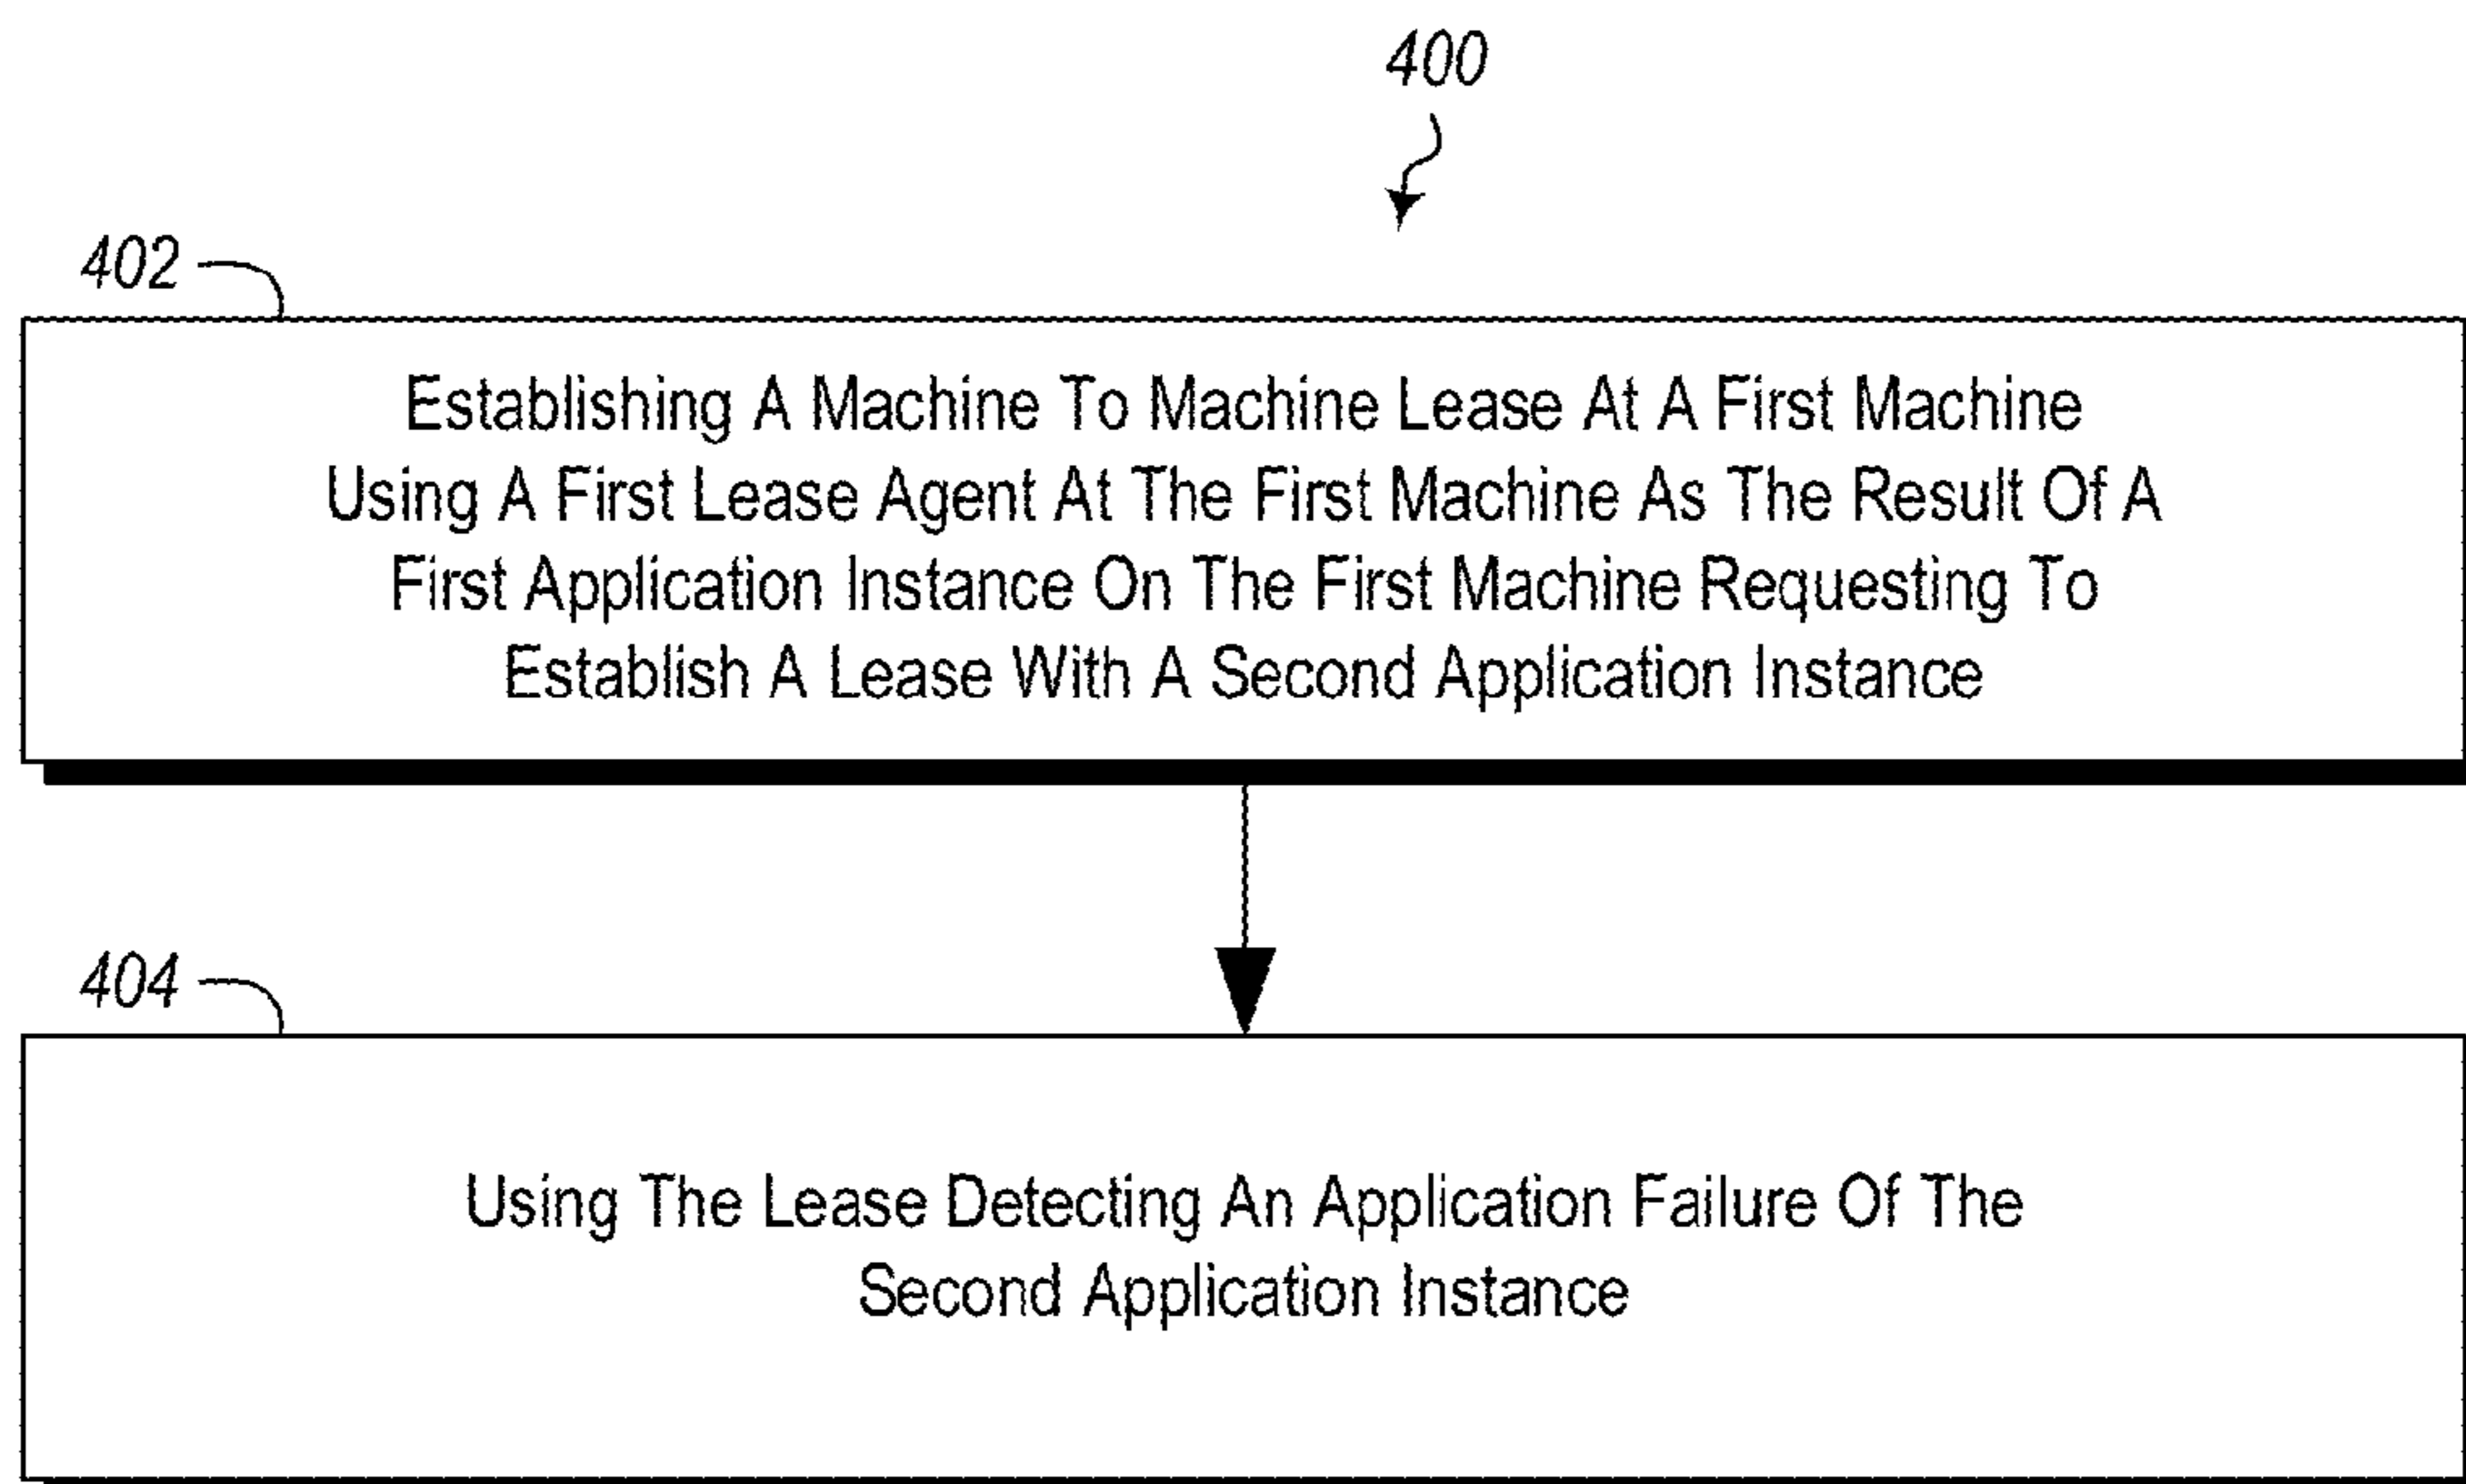 400
402
Establishing A Machine To Machine Lease At A First Machine
Using A First Lease Agent At The First Machine As The Result Of A
First Application Instance On The First Machine Requesting To
Establish A Lease With A Second Application Instance
404
Using The Lease Detecting An Application Failure Of The
Second Application Instance